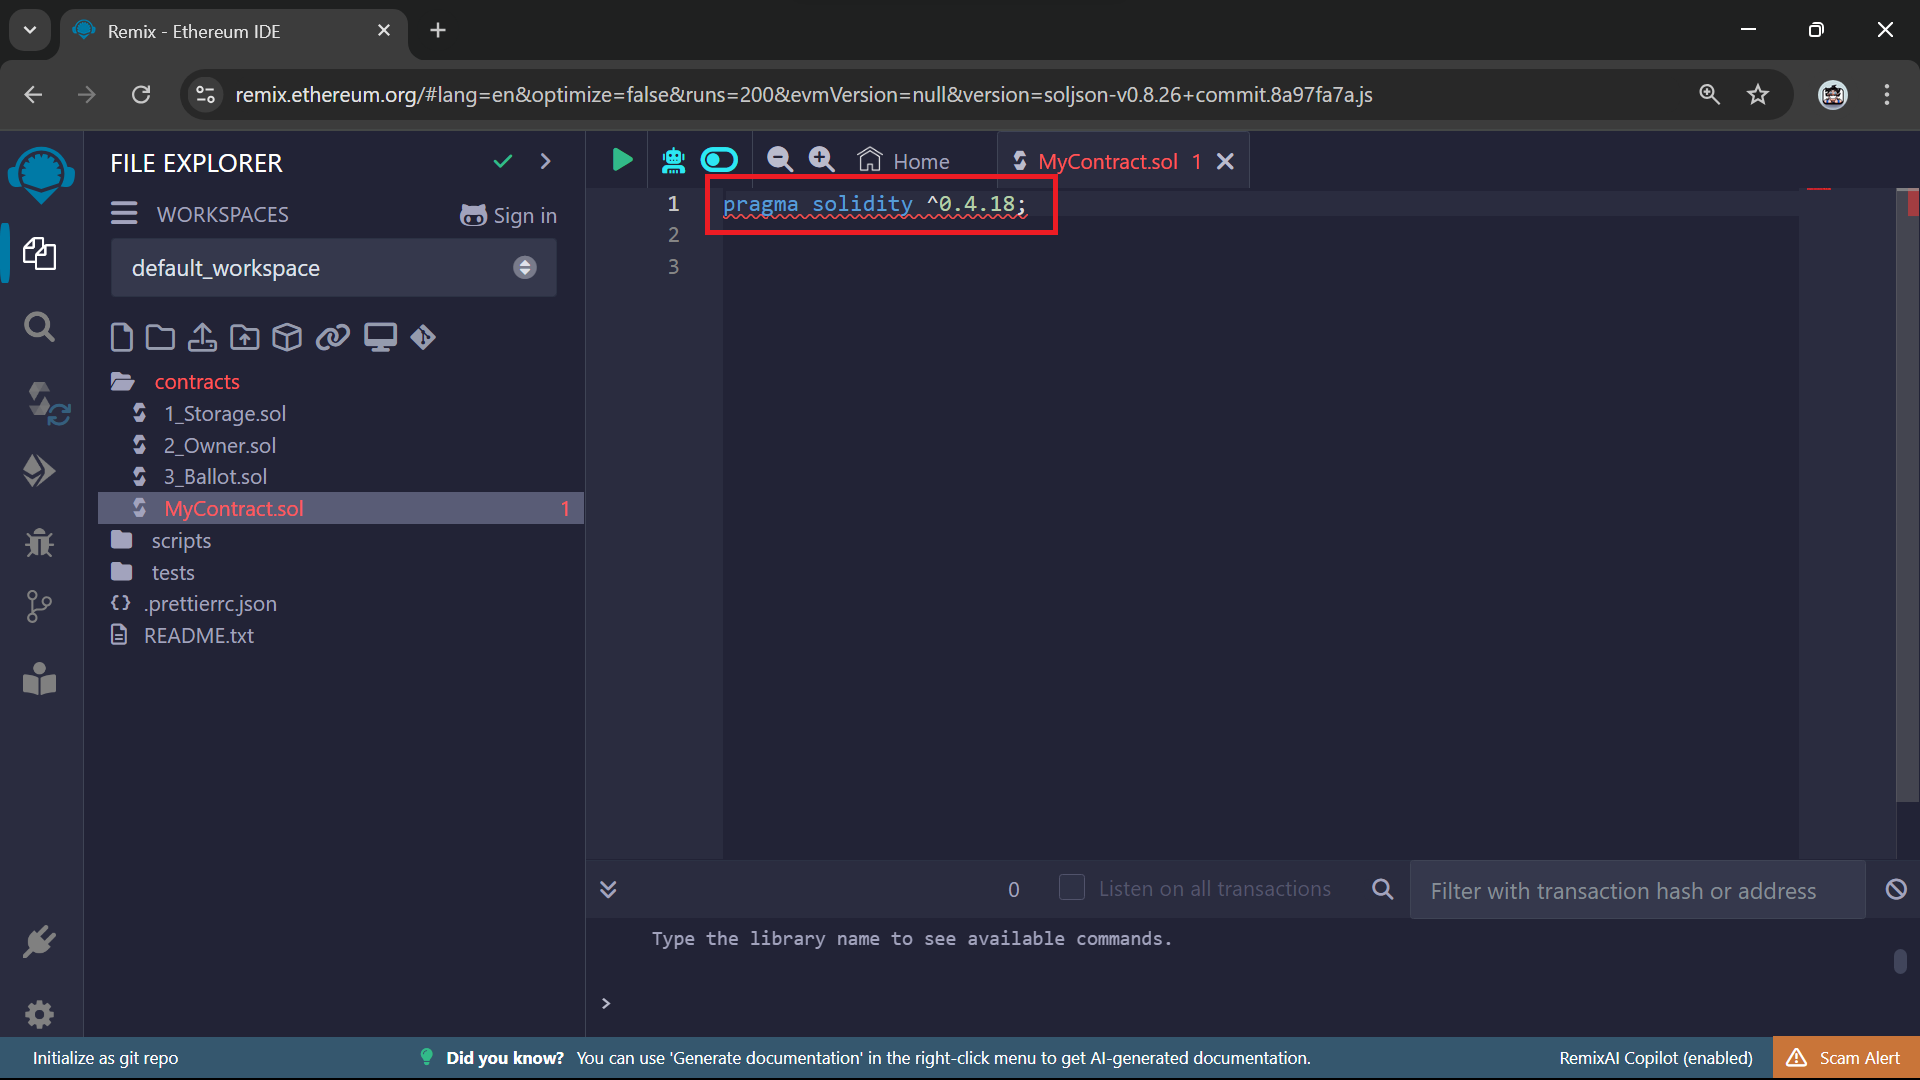 Remix - Ethereum IDE
remix.ethereum.org/#lang=en&optimize=false&runs=200&evmVersion=null&version=soljson-v0.8.26+commit.8a97fa7a.js
FILE EXPLORER
WORKSPACES
Sign in
default_workspace
contracts
1_Storage.sol
2_Owner.sol
3_Ballot.sol
MyContract.sol 1
scripts
tests
.prettierrc.json
README.txt
Home
MyContract.sol 1
1 pragma solidity ^0.4.18;
2
3
0 Listen on all transactions
Filter with transaction hash or address
Type the library name to see available commands.
>
Initialize as git repo
Did you know? You can use 'Generate documentation' in the right-click menu to get AI-generated documentation.
RemixAI Copilot (enabled)
Scam Alert